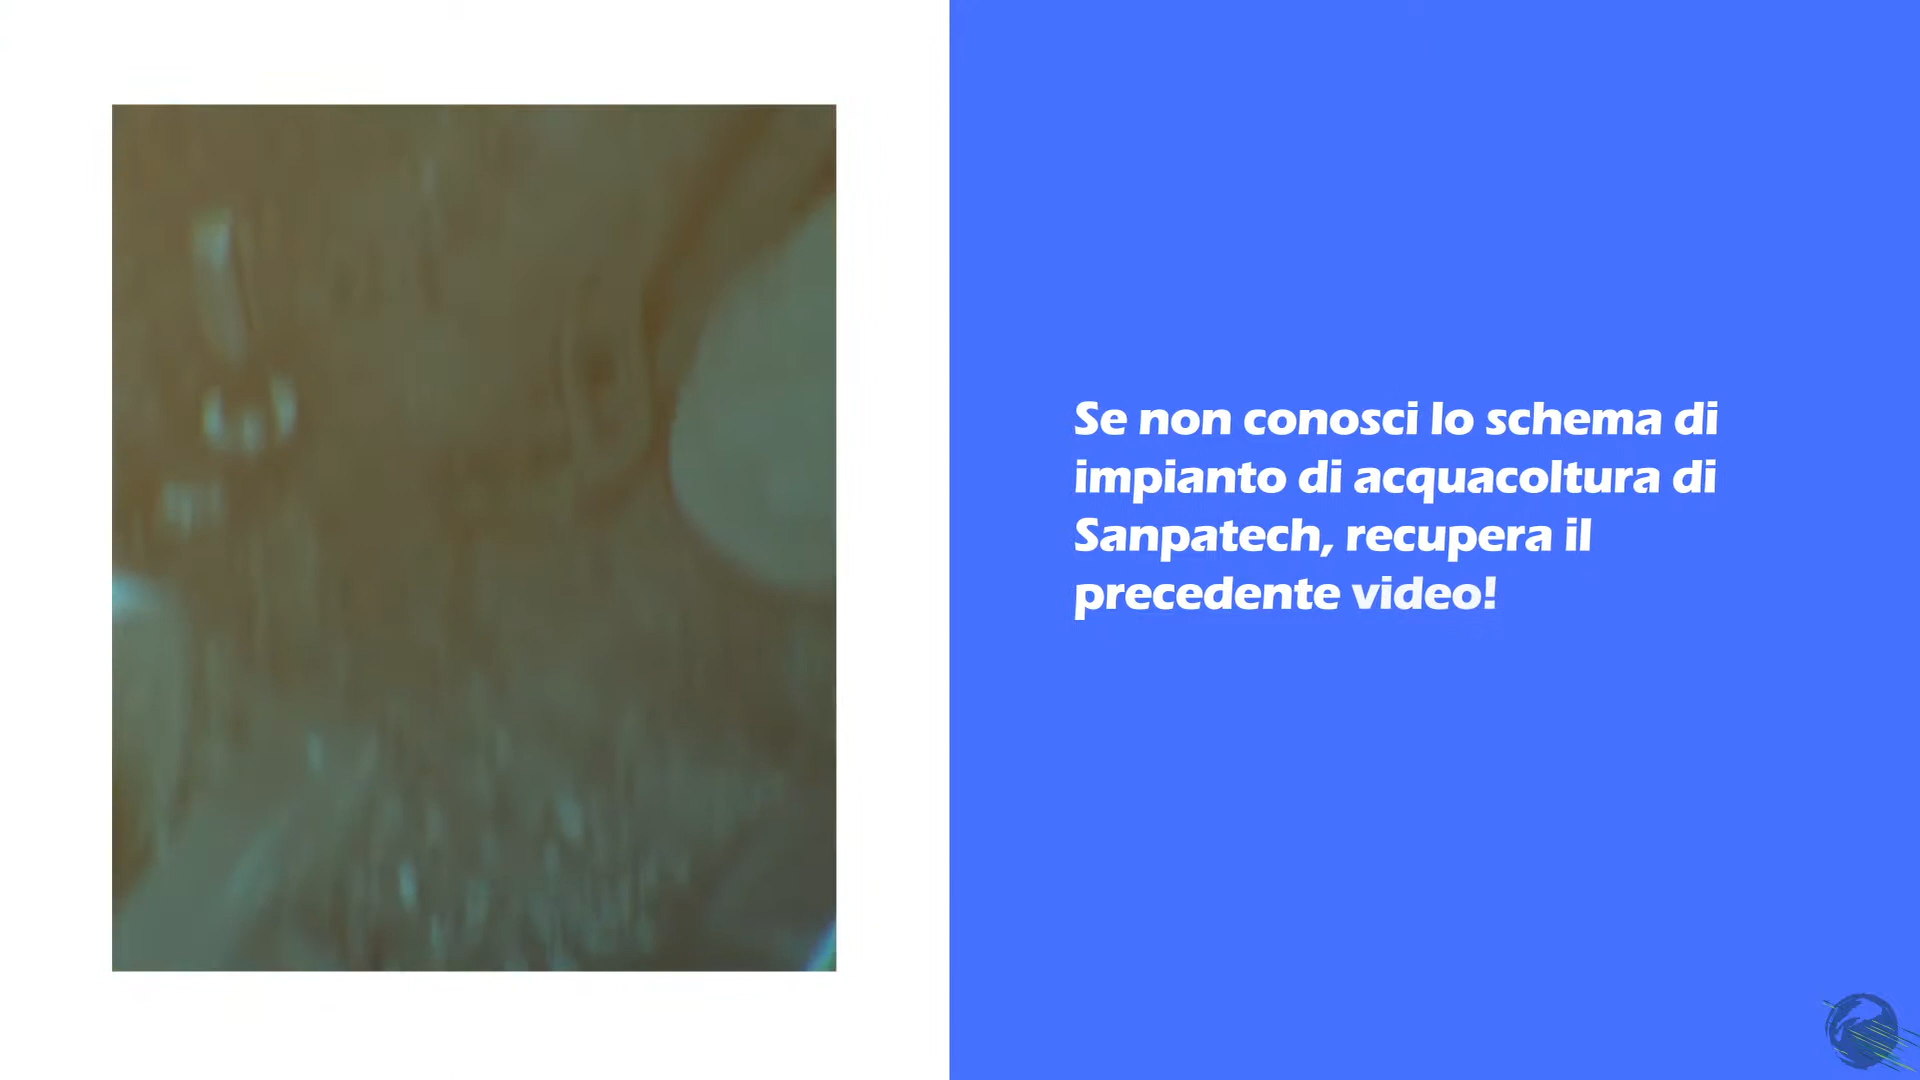 Se non conosci lo schema di
impianto di acquacoltura di
Sanpatech, recupera il
precedente video!